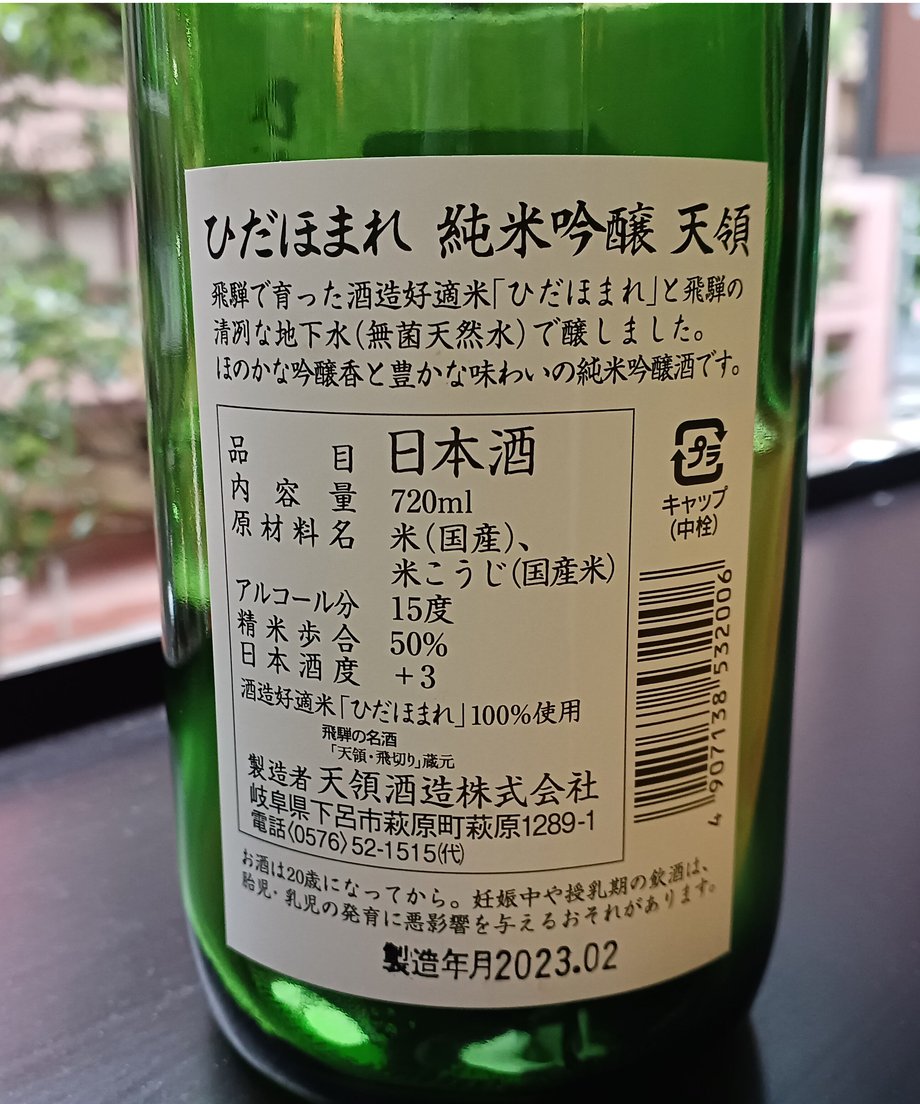 ひだほまれ 純米吟醸 天領
飛騨で育った酒造好適米「ひだほまれ」と飛騨の
清冽な地下水(無菌天然水)で醸しました。
ほのかな吟醸香と豊かな味わいの純米吟醸酒です。
品目 日本酒
内容量 720ml
原材料名 米(国産)、
米こうじ(国産米)
アルコール分 15度
精米歩合 50%
日本酒度 +3
酒造好適米「ひだほまれ」100%使用
飛騨の名酒
「天領・飛切り」蔵元
製造者 天領酒造株式会社
岐阜県下呂市萩原町萩原1289-1
電話〈0576〉52-1515㈹
プラ
キャップ
(中栓)
4 907138 532006
お酒は20歳になってから。妊娠中や授乳期の飲酒は、
胎児・乳児の発育に悪影響を与えるおそれがあります。
製造年月2023.02